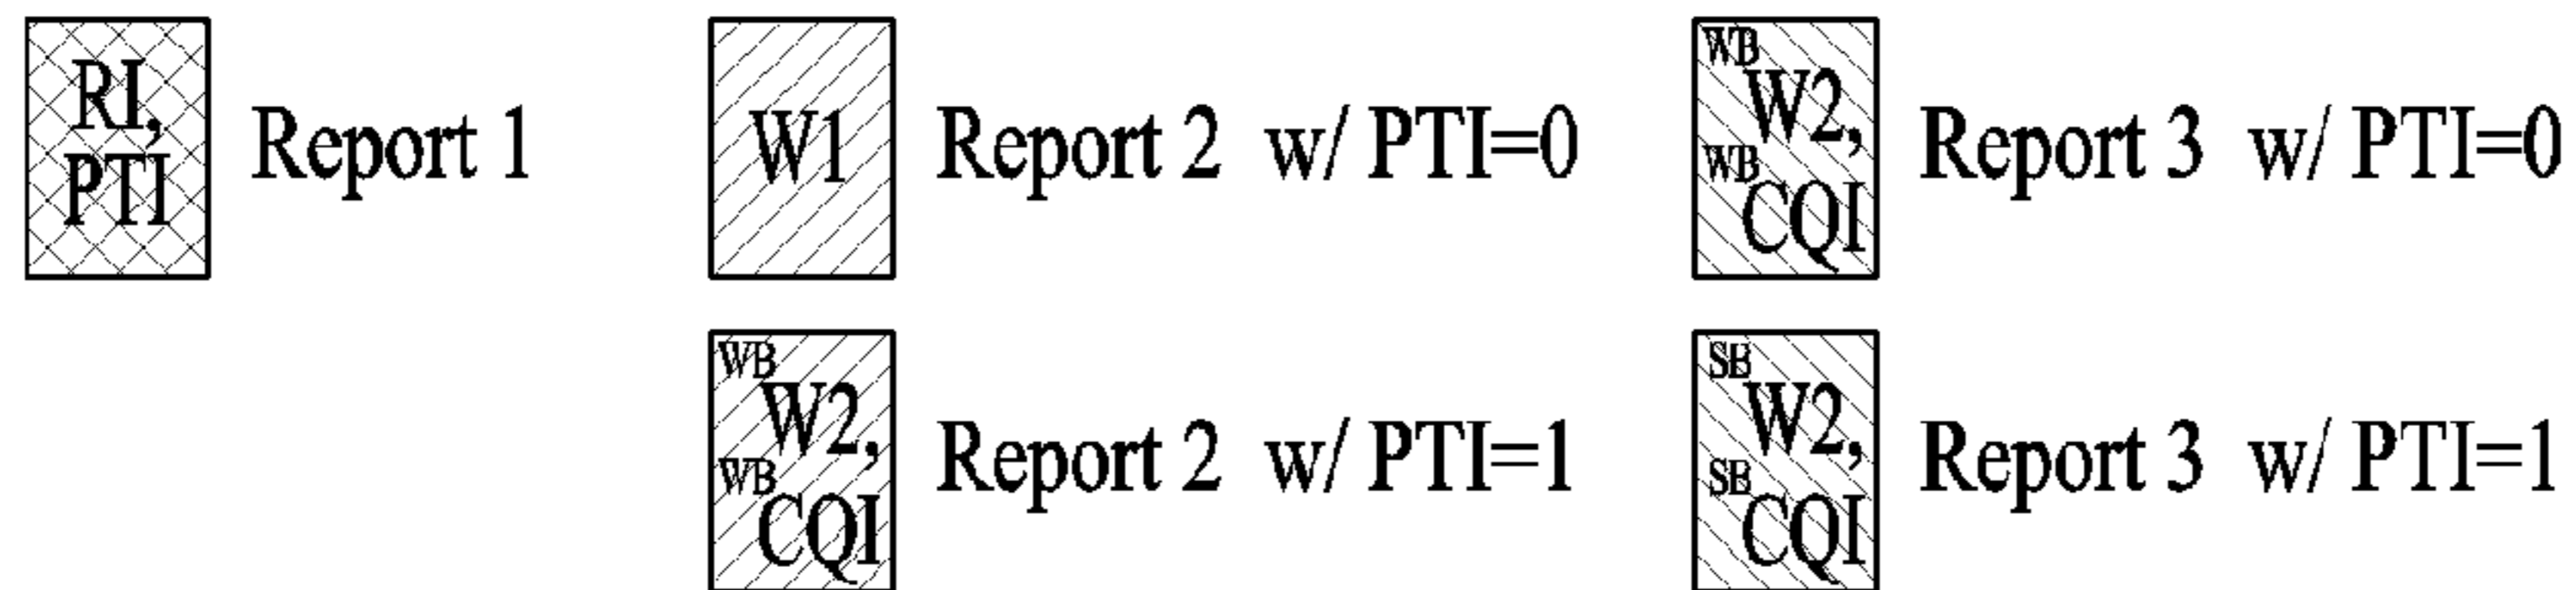 RI,
PTI
Report 1
W1
Report 2 w/ PTI=0
WB
W2,
WB
CQI
Report 3 w/ PTI=0
WB
W2,
WB
CQI
Report 2 w/ PTI=1
SB
W2,
SB
CQI
Report 3 w/ PTI=1